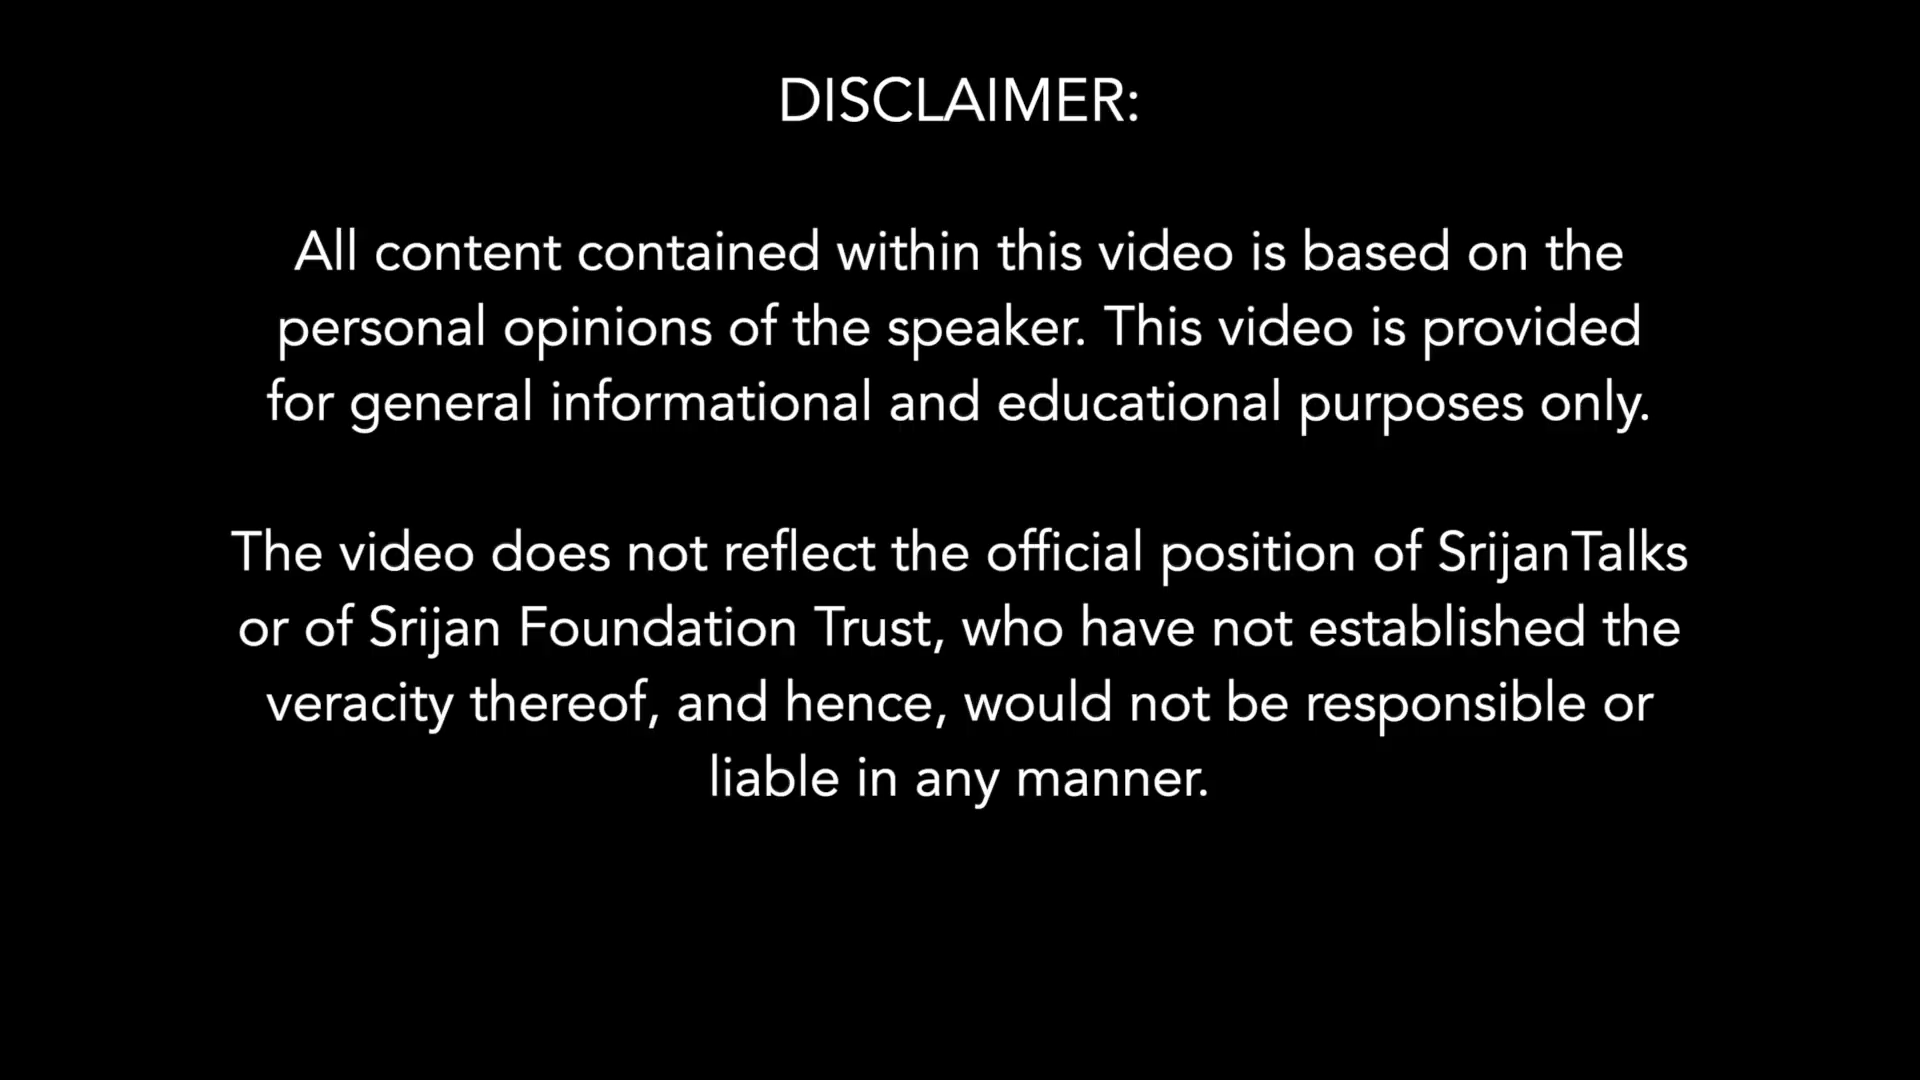 DISCLAIMER:
All content contained within this video is based on the
personal opinions of the speaker. This video is provided
for general informational and educational purposes only.
The video does not reflect the official position of SrijanTalks
or of Srijan Foundation Trust, who have not established the
veracity thereof, and hence, would not be responsible or
liable in any manner.